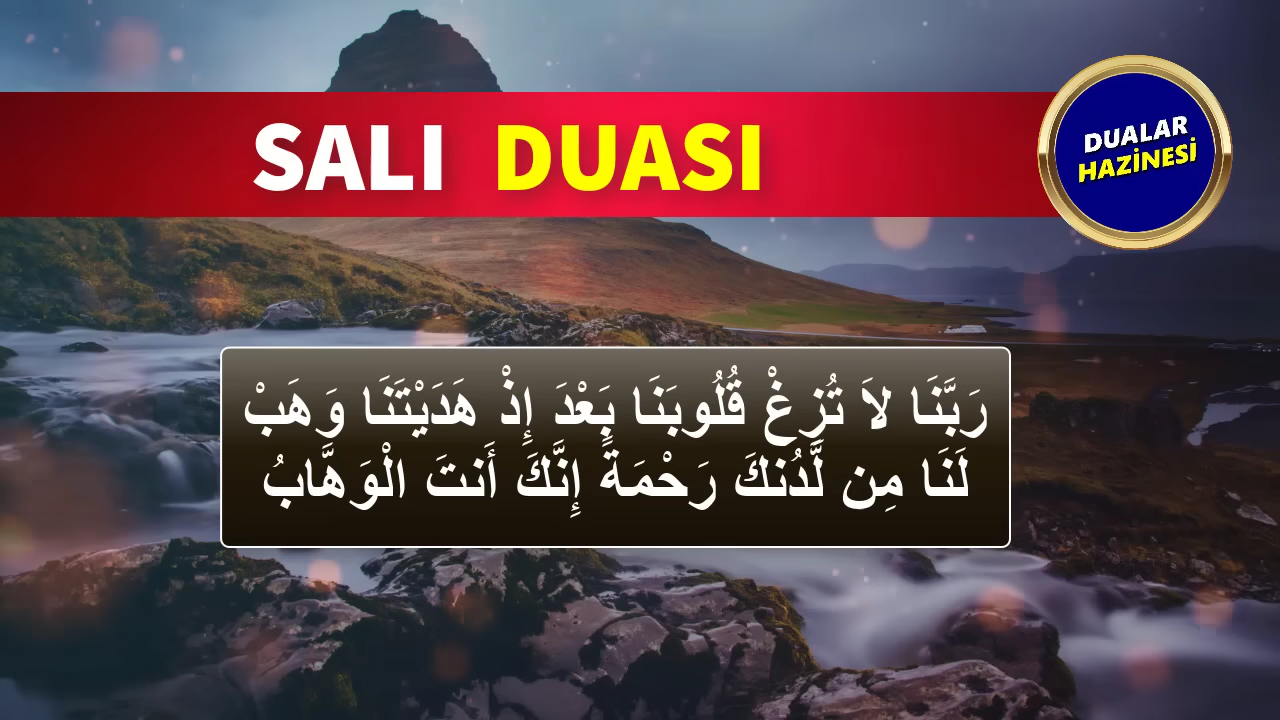 SALI DUASI
DUALAR
HAZİNESİ
رَبَّنَا لاَ تُزِغْ قُلُوبَنَا بَعْدَ إِذْ هَدَيْتَنَا وَهَبْ
لَنَا مِن لَّدُنكَ رَحْمَةً إِنَّكَ أَنتَ الْوَهَّابُ